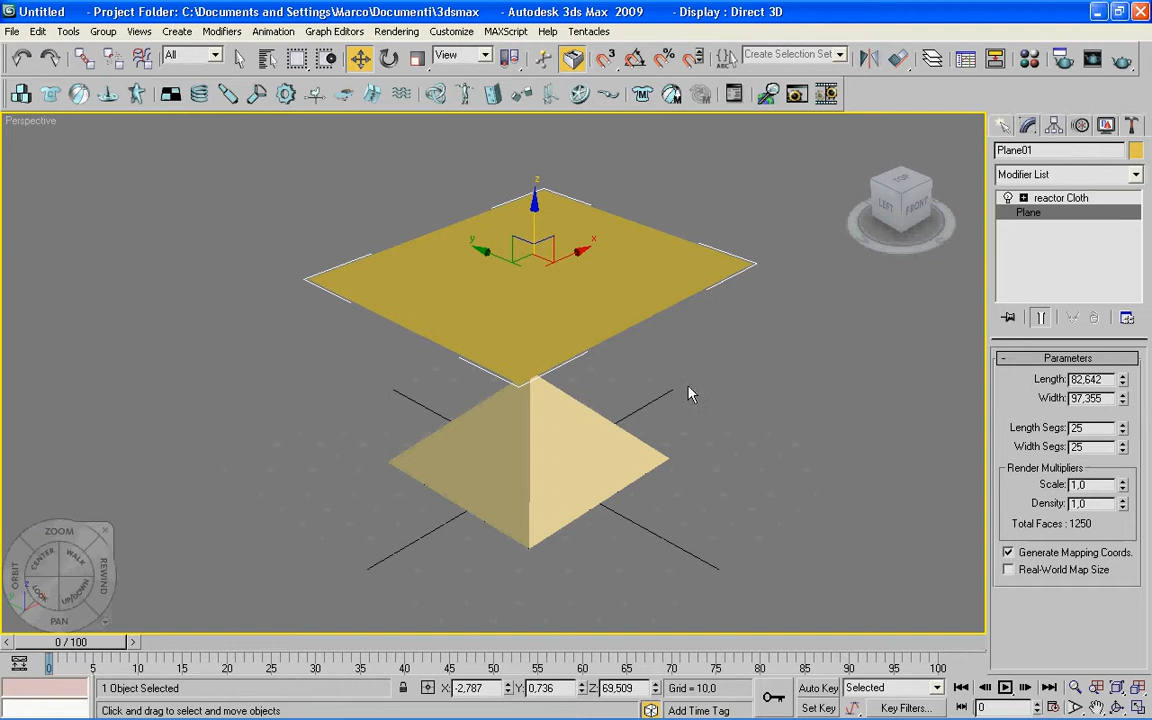 Untitled - Project Folder: C:\Documents and Settings\Marco\Documenti\3dsmax - Autodesk 3ds Max 2009 - Display : Direct 3D
File Edit Tools Group Views Create Modifiers Animation Graph Editors Rendering Customize MAXScript Help Tentacles
All View 3 Create Selection Set
Perspective
Plane01
Modifier List
reactor Cloth
Plane
z
y x
TOP
LEFT FRONT
Parameters
Length: 82,642
Width: 97,355
Length Segs: 25
Width Segs: 25
Render Multipliers
Scale: 1,0
Density: 1,0
Total Faces : 1250
Generate Mapping Coords.
Real-World Map Size
ZOOM
ORBIT CENTER WALK REWIND
LOOK UP/DOWN
PAN
0 / 100
0 5 10 15 20 25 30 35 40 45 50 55 60 65 70 75 80 85 90 95 100
1 Object Selected X: -2,787 Y: 0,736 Z: 69,509 Grid = 10,0 Auto Key Selected
Click and drag to select and move objects Add Time Tag Set Key Key Filters... 0